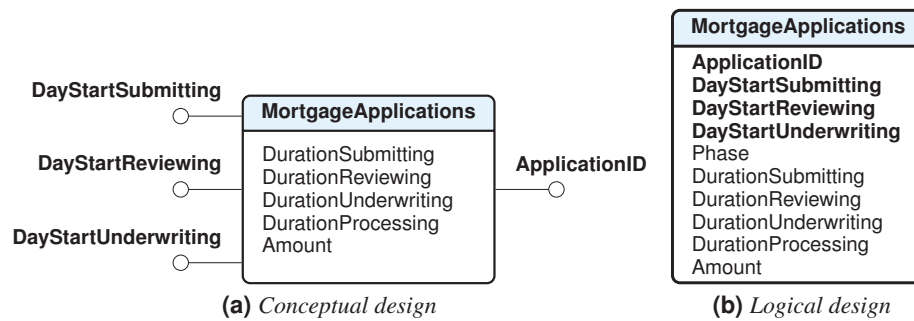 DayStartSubmitting
DayStartReviewing
DayStartUnderwriting
MortgageApplications
DurationSubmitting
DurationReviewing
DurationUnderwriting
DurationProcessing
Amount
ApplicationID
(a) Conceptual design
MortgageApplications
ApplicationID
DayStartSubmitting
DayStartReviewing
DayStartUnderwriting
Phase
DurationSubmitting
DurationReviewing
DurationUnderwriting
DurationProcessing
Amount
(b) Logical design